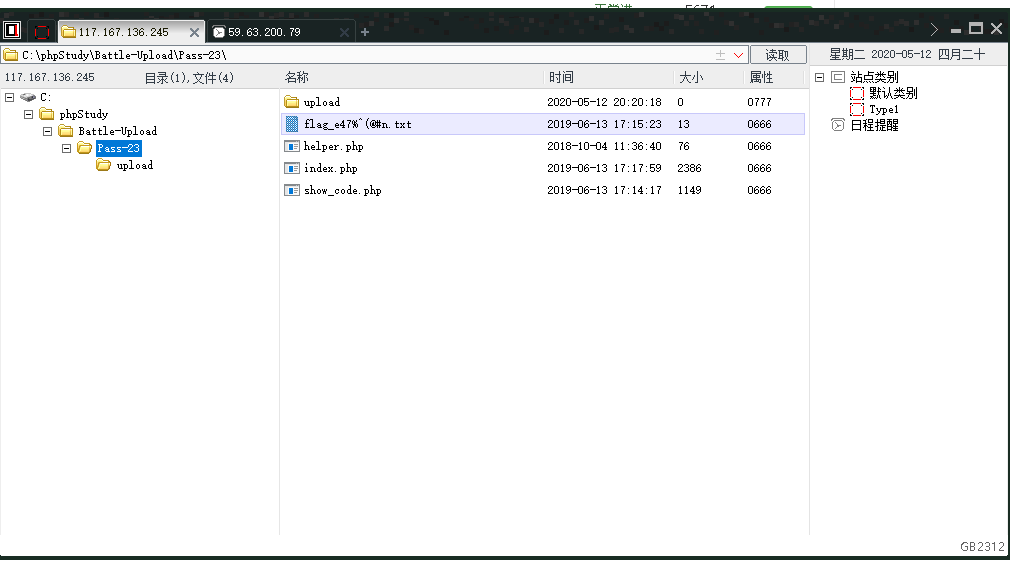 117.167.136.245
59.63.200.79
C:\phpStudy\Battle-Upload\Pass-23\
读取
星期二 2020-05-12 四月二十
117.167.136.245
目录(1),文件(4)
名称 时间 大小 属性
C:
phpStudy
Battle-Upload
Pass-23
upload
upload 2020-05-12 20:20:18 0 0777
flag_e47%^(@#n.txt 2019-06-13 17:15:23 13 0666
helper.php 2018-10-04 11:36:40 76 0666
index.php 2019-06-13 17:17:59 2386 0666
show_code.php 2019-06-13 17:14:17 1149 0666
站点类别
默认类别
Type1
日程提醒
GB2312